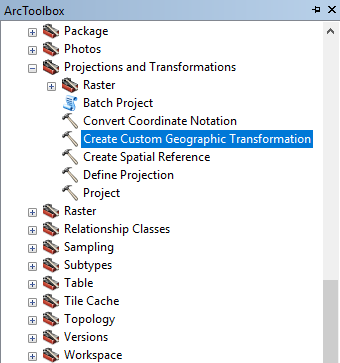 ArcToolbox
Package
Photos
Projections and Transformations
Raster
Batch Project
Convert Coordinate Notation
Create Custom Geographic Transformation
Create Spatial Reference
Define Projection
Project
Raster
Relationship Classes
Sampling
Subtypes
Table
Tile Cache
Topology
Versions
Workspace